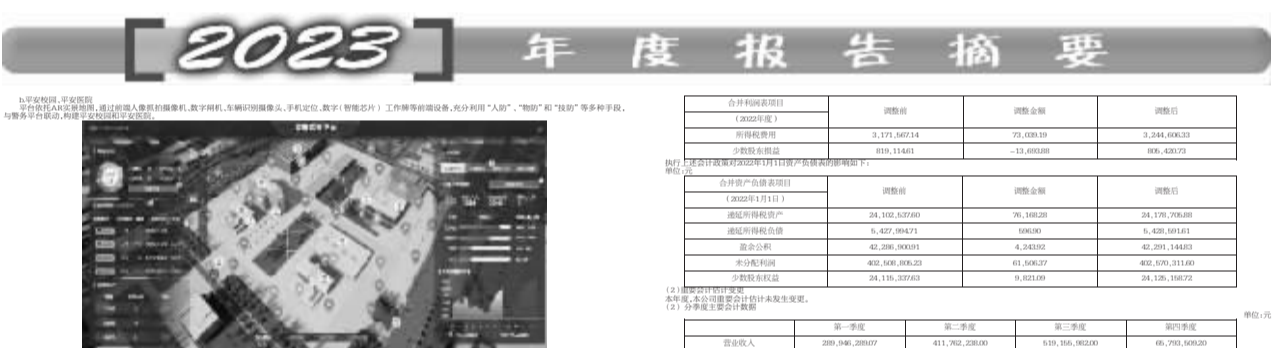 2023 年度报告摘要
b.平安校园、平安医院
平台依托AR实景地图，通过前端人像抓拍摄像机、数字闸机、车辆识别摄像头、手机定位、数字（智能芯片）工作牌等前端设备，充分利用“人防”、“物防”和“技防”等多种手段，
与警务平台联动，构建平安校园和平安医院。
合并利润表项目 调整前 调整金额 调整后
（2022年度）
所得税费用 3,171,567.14 73,039.19 3,244,606.33
少数股东损益 819,114.61 -13,693.88 805,420.73
执行上述会计政策对2022年1月1日资产负债表的影响如下：
单位：元
合并资产负债表项目 调整前 调整金额 调整后
（2022年1月1日）
递延所得税资产 24,102,537.60 76,168.28 24,178,705.88
递延所得税负债 5,427,994.71 596.90 5,428,591.61
盈余公积 42,286,900.91 4,243.92 42,291,144.83
未分配利润 402,508,805.23 61,506.37 402,570,311.60
少数股东权益 24,115,337.63 9,821.09 24,125,158.72
（2）重要会计估计变更
本年度，本公司重要会计估计未发生变更。
（2）分季度主要会计数据
单位：元
第一季度 第二季度 第三季度 第四季度
营业收入 289,946,289.07 411,762,238.00 519,155,982.00 65,793,509.20